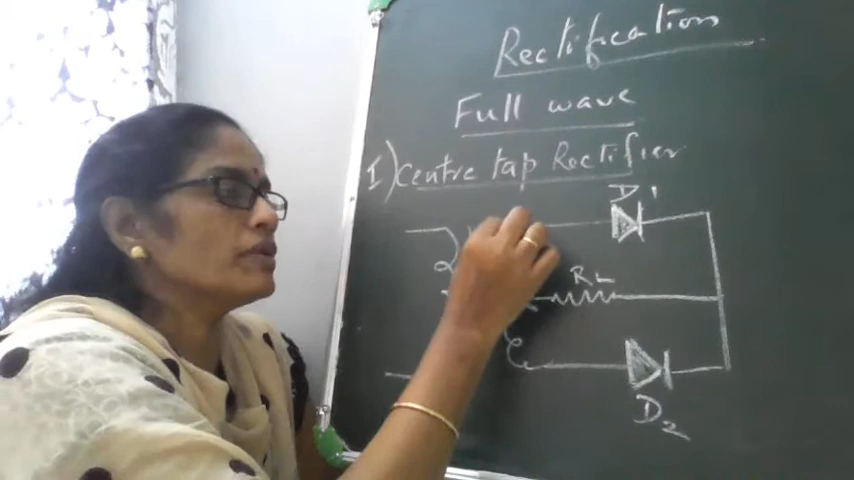 Rectification
Full wave
I) Centre tap Rectifier
D1
RL
D2